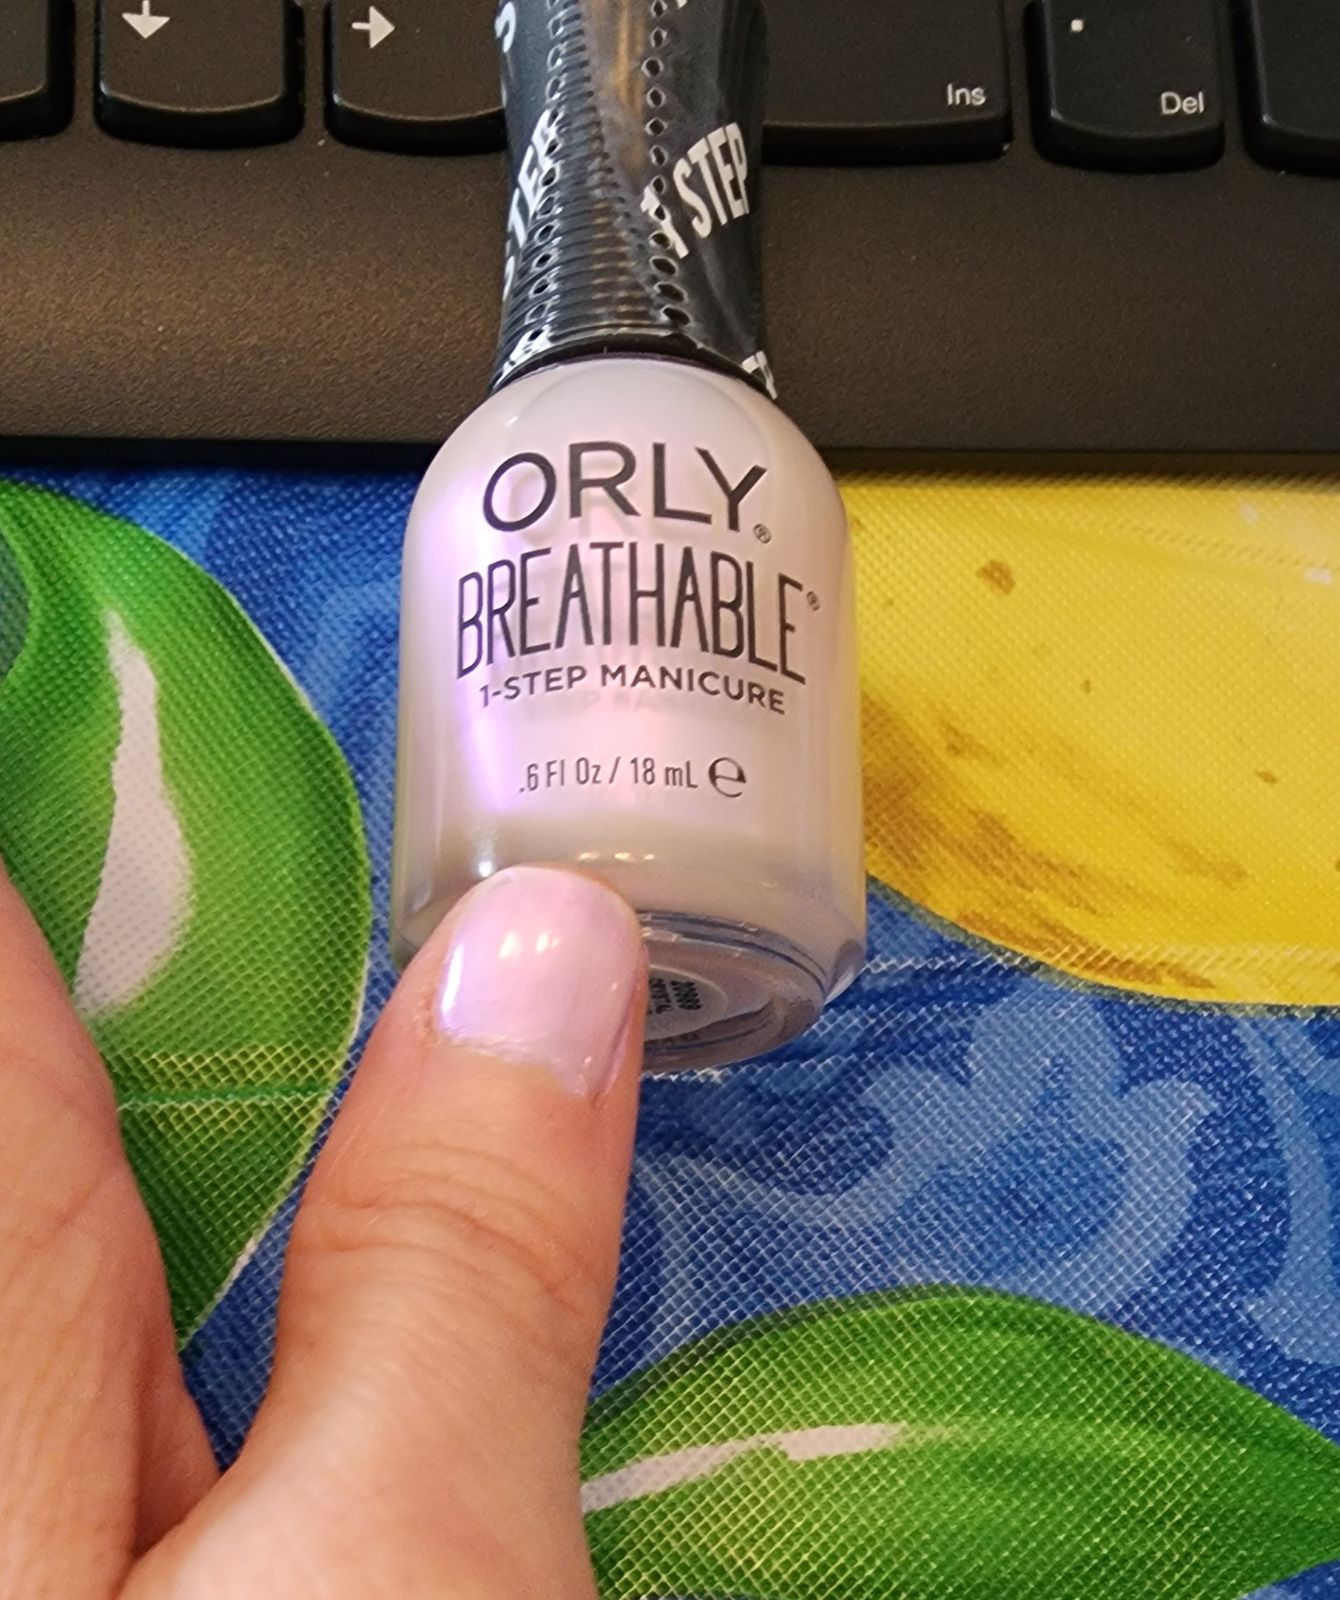 Ins
Del
STEP
ORLY®
BREATHABLE®
1-STEP MANICURE
.6 Fl Oz / 18 mL ℮